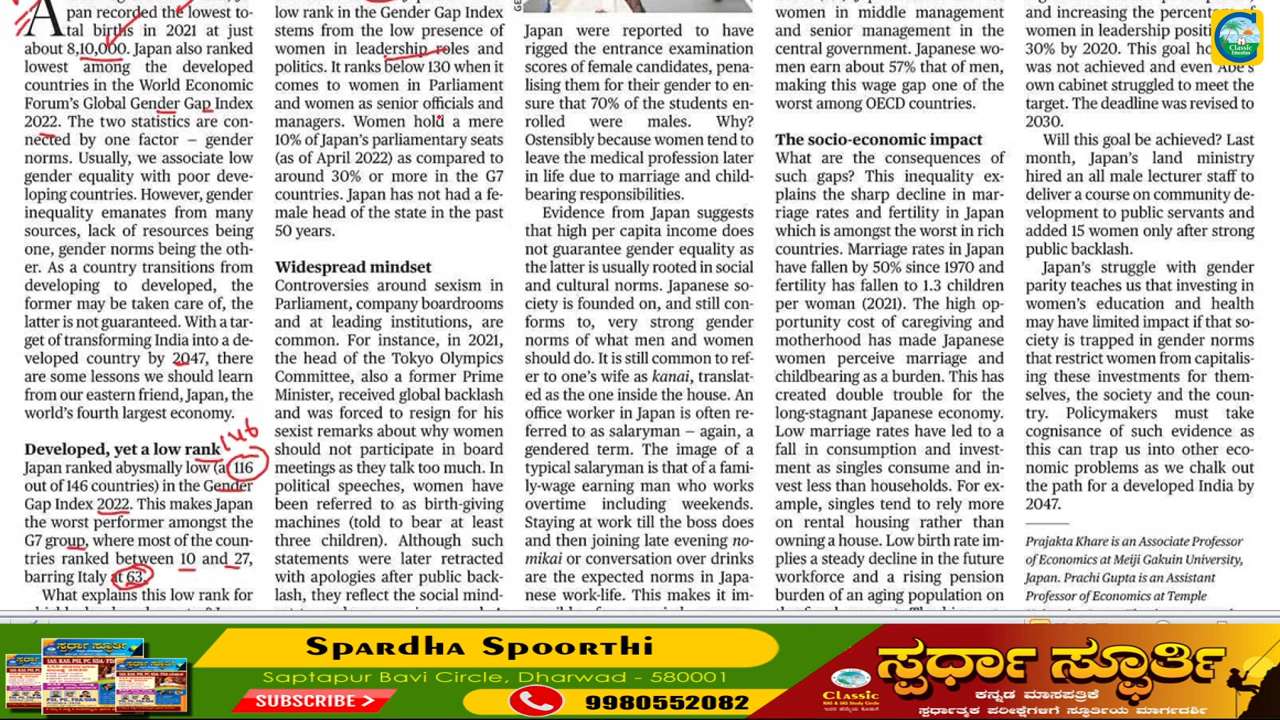 pan recorded the lowest to-
tal births in 2021 at just
about 8,10,000. Japan also ranked
lowest among the developed
countries in the World Economic
Forum's Global Gender Gap Index
2022. The two statistics are con-
nected by one factor – gender
norms. Usually, we associate low
gender equality with poor deve-
loping countries. However, gender
inequality emanates from many
sources, lack of resources being
one, gender norms being the oth-
er. As a country transitions from
developing to developed, the
former may be taken care of, the
latter is not guaranteed. With a tar-
get of transforming India into a de-
veloped country by 2047, there
are some lessons we should learn
from our eastern friend, Japan, the
world's fourth largest economy.
146
Developed, yet a low rank
Japan ranked abysmally low (a 116
out of 146 countries) in the Gender
Gap Index 2022. This makes Japan
the worst performer amongst the
G7 group, where most of the coun-
tries ranked between 10 and 27,
barring Italy at 63.
What explains this low rank for
low rank in the Gender Gap Index
stems from the low presence of
women in leadership roles and
politics. It ranks below 130 when it
comes to women in Parliament
and women as senior officials and
managers. Women hold a mere
10% of Japan's parliamentary seats
(as of April 2022) as compared to
around 30% or more in the G7
countries. Japan has not had a fe-
male head of the state in the past
50 years.
Widespread mindset
Controversies around sexism in
Parliament, company boardrooms
and at leading institutions, are
common. For instance, in 2021,
the head of the Tokyo Olympics
Committee, also a former Prime
Minister, received global backlash
and was forced to resign for his
sexist remarks about why women
should not participate in board
meetings as they talk too much. In
political speeches, women have
been referred to as birth-giving
machines (told to bear at least
three children). Although such
statements were later retracted
with apologies after public back-
lash, they reflect the social mind-
Japan were reported to have
rigged the entrance examination
scores of female candidates, pena-
lising them for their gender to en-
sure that 70% of the students en-
rolled were males. Why?
Ostensibly because women tend to
leave the medical profession later
in life due to marriage and child-
bearing responsibilities.
Evidence from Japan suggests
that high per capita income does
not guarantee gender equality as
the latter is usually rooted in social
and cultural norms. Japanese so-
ciety is founded on, and still con-
forms to, very strong gender
norms of what men and women
should do. It is still common to ref-
er to one's wife as kanai, translat-
ed as the one inside the house. An
office worker in Japan is often re-
ferred to as salaryman – again, a
gendered term. The image of a
typical salaryman is that of a fami-
ly-wage earning man who works
overtime including weekends.
Staying at work till the boss does
and then joining late evening no-
mikai or conversation over drinks
are the expected norms in Japa-
nese work-life. This makes it im-
women in middle management
and senior management in the
central government. Japanese wo-
men earn about 57% that of men,
making this wage gap one of the
worst among OECD countries.
The socio-economic impact
What are the consequences of
such gaps? This inequality ex-
plains the sharp decline in mar-
riage rates and fertility in Japan
which is amongst the worst in rich
countries. Marriage rates in Japan
have fallen by 50% since 1970 and
fertility has fallen to 1.3 children
per woman (2021). The high op-
portunity cost of caregiving and
motherhood has made Japanese
women perceive marriage and
childbearing as a burden. This has
created double trouble for the
long-stagnant Japanese economy.
Low marriage rates have led to a
fall in consumption and invest-
ment as singles consume and in-
vest less than households. For ex-
ample, singles tend to rely more
on rental housing rather than
owning a house. Low birth rate im-
plies a steady decline in the future
workforce and a rising pension
burden of an aging population on
and increasing the percentage of
women in leadership positi
30% by 2020. This goal ho
was not achieved and even Abe's
own cabinet struggled to meet the
target. The deadline was revised to
2030.
Will this goal be achieved? Last
month, Japan's land ministry
hired an all male lecturer staff to
deliver a course on community de-
velopment to public servants and
added 15 women only after strong
public backlash.
Japan's struggle with gender
parity teaches us that investing in
women's education and health
may have limited impact if that so-
ciety is trapped in gender norms
that restrict women from capitalis-
ing these investments for them-
selves, the society and the coun-
try. Policymakers must take
cognisance of such evidence as
this can trap us into other eco-
nomic problems as we chalk out
the path for a developed India by
2047.
Prajakta Khare is an Associate Professor
of Economics at Meiji Gakuin University,
Japan. Prachi Gupta is an Assistant
Professor of Economics at Temple
Classic
Education
Spardha Spoorthi
Saptapur Bavi Circle, Dharwad - 580001
SUBSCRIBE
9980552082
Classic
ಸ್ಪರ್ಧಾ ಸ್ಫೂರ್ತಿ
ಕನ್ನಡ ಮಾಸಪತ್ರಿಕೆ
ಸ್ಪರ್ಧಾತ್ಮಕ ಪರೀಕ್ಷೆಗಳಿಗೆ ಸ್ಫೂರ್ತಿಯ ಮಾರ್ಗದರ್ಶಿ